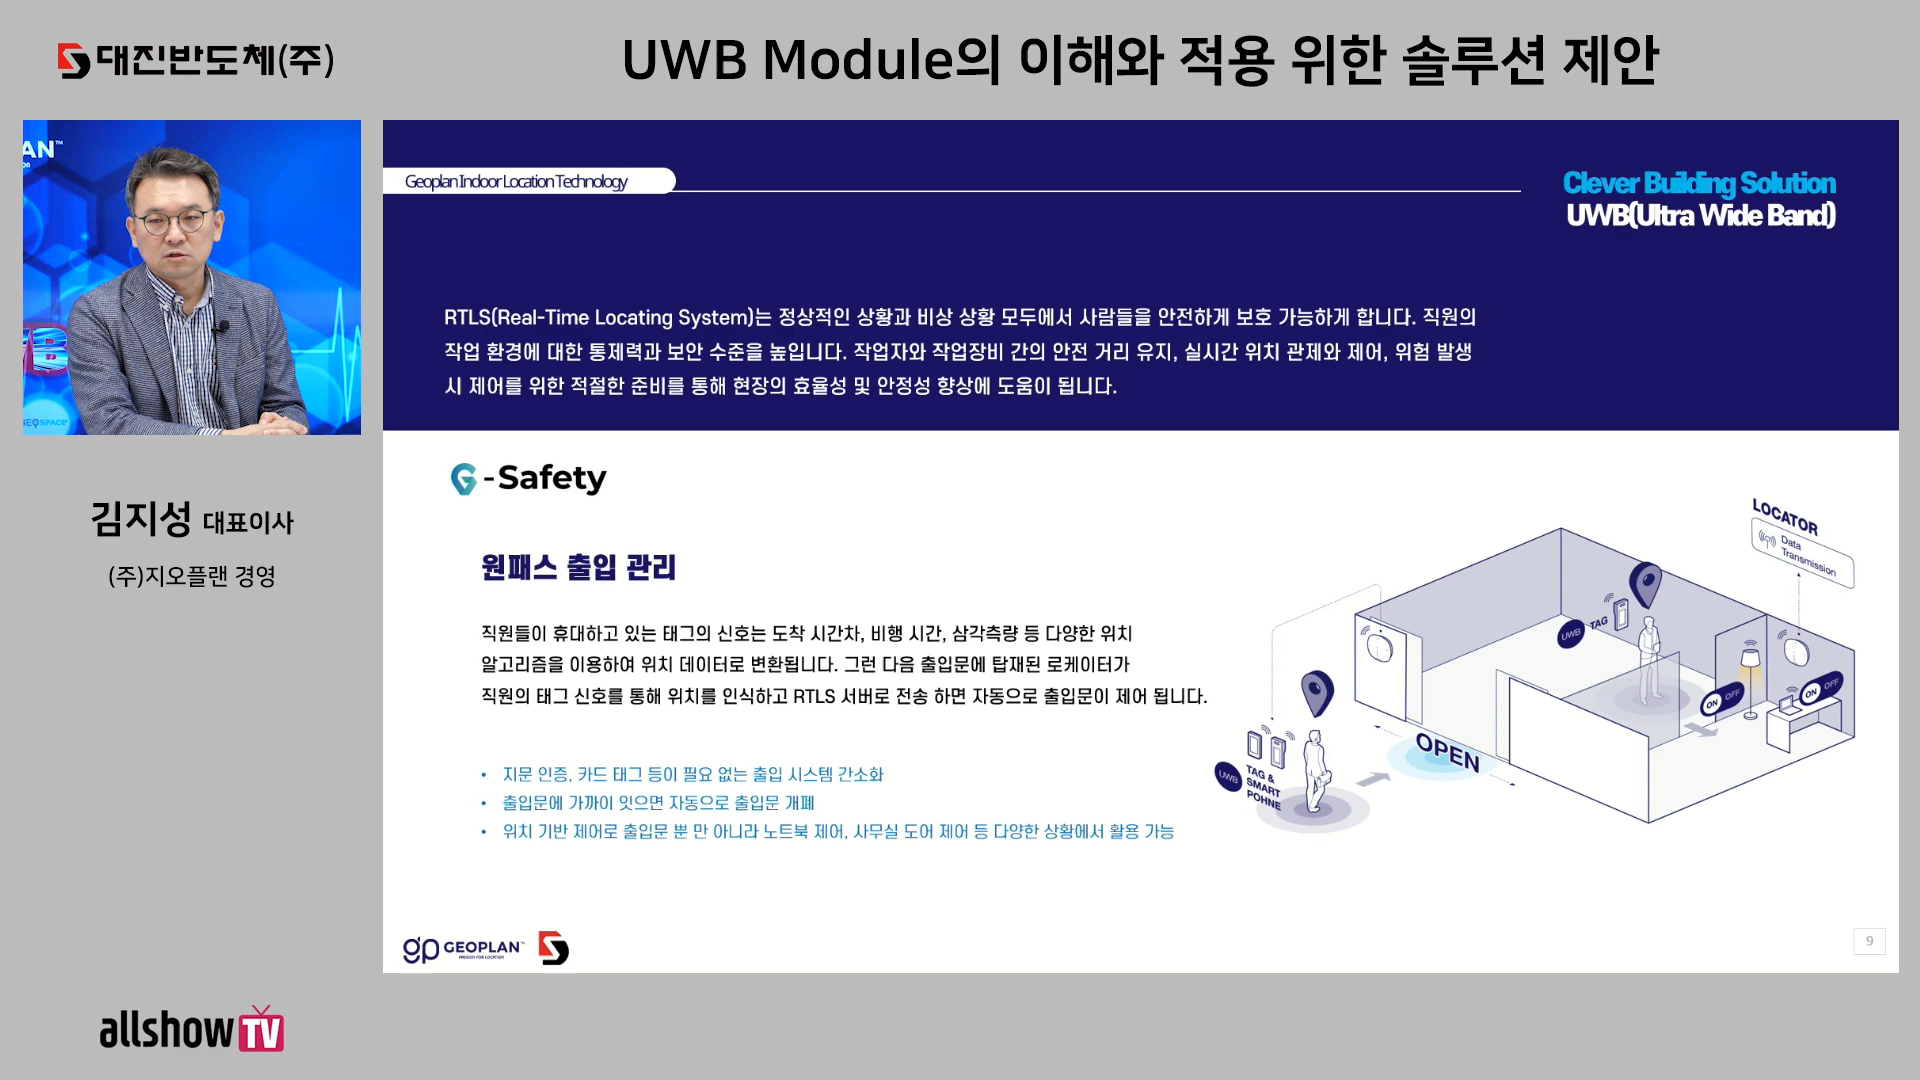 대진반도체(주)
UWB Module의 이해와 적용 위한 솔루션 제안
AN™
Geoplan Indoor Location Technology
Clever Building Solution
UWB(Ultra Wide Band)
RTLS(Real-Time Locating System)는 정상적인 상황과 비상 상황 모두에서 사람들을 안전하게 보호 가능하게 합니다. 직원의
작업 환경에 대한 통제력과 보안 수준을 높입니다. 작업자와 작업장비 간의 안전 거리 유지, 실시간 위치 관제와 제어, 위험 발생
시 제어를 위한 적절한 준비를 통해 현장의 효율성 및 안정성 향상에 도움이 됩니다.
B
GEOSPACE
김지성 대표이사
(주)지오플랜 경영
G-Safety
원패스 출입 관리
직원들이 휴대하고 있는 태그의 신호는 도착 시간차, 비행 시간, 삼각측량 등 다양한 위치
알고리즘을 이용하여 위치 데이터로 변환됩니다. 그런 다음 출입문에 탑재된 로케이터가
직원의 태그 신호를 통해 위치를 인식하고 RTLS 서버로 전송 하면 자동으로 출입문이 제어 됩니다.
• 지문 인증, 카드 태그 등이 필요 없는 출입 시스템 간소화
• 출입문에 가까이 잇으면 자동으로 출입문 개폐
• 위치 기반 제어로 출입문 뿐 만 아니라 노트북 제어, 사무실 도어 제어 등 다양한 상황에서 활용 가능
LOCATOR
Data
Transmission
UWB TAG
ON OFF
ON OFF
OPEN
UWB
TAG &
SMART
POHNE
gp GEOPLAN™
PASSION FOR LOCATION
9
allshow TV